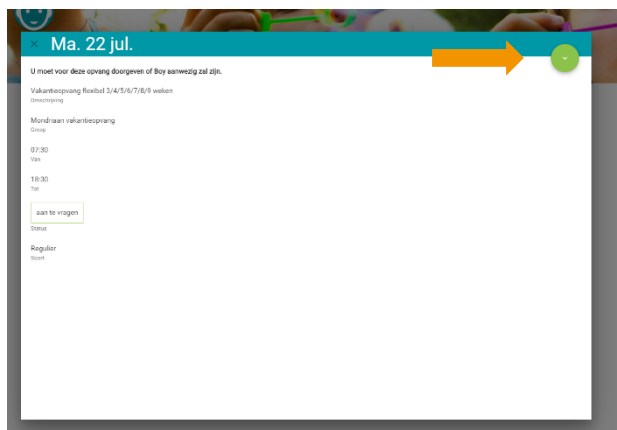 × Ma. 22 jul.
U moet voor deze opvang doorgeven of Boy aanwezig zal zijn.
Vakantieopvang flexibel 3/4/5/6/7/8/9 weken
Omschrijving
Mondriaan vakantieopvang
Groep
07:30
Van
18:30
Tot
aan te vragen
Status
Regulier
Soort